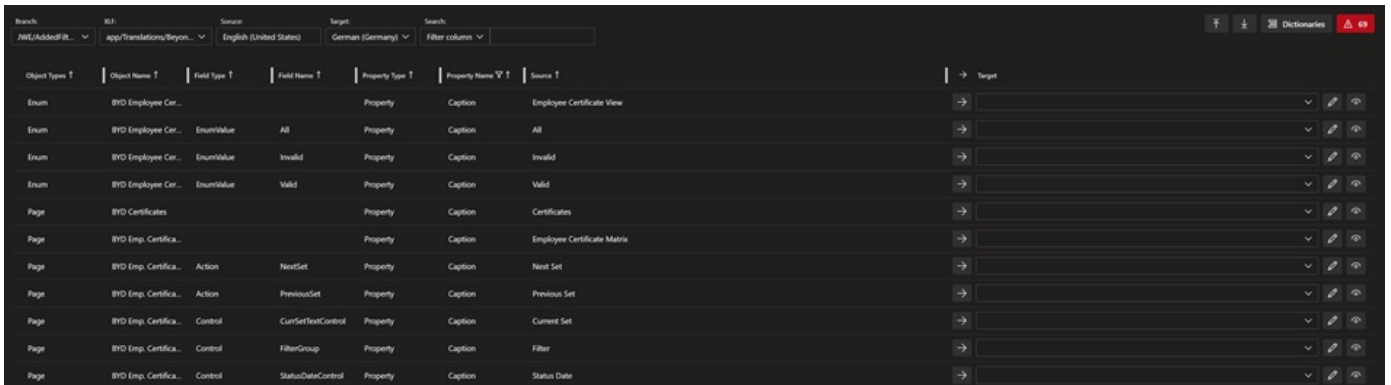 Branch: XLF: Soruce: Target: Search:
JWE/AddedFilt... app/Translations/Beyon... English (United States) German (Germany) Filter column Dictionaries 69
Object Types ↑ Object Name ↑ Field Type ↑ Field Name ↑ Property Type ↑ Property Name ↑ Source ↑ → Target
Enum BYD Employee Cer... Property Caption Employee Certificate View →
Enum BYD Employee Cer... EnumValue All Property Caption All →
Enum BYD Employee Cer... EnumValue Invalid Property Caption Invalid →
Enum BYD Employee Cer... EnumValue Valid Property Caption Valid →
Page BYD Certificates Property Caption Certificates →
Page BYD Emp. Certifica... Property Caption Employee Certificate Matrix →
Page BYD Emp. Certifica... Action NextSet Property Caption Next Set →
Page BYD Emp. Certifica... Action PreviousSet Property Caption Previous Set →
Page BYD Emp. Certifica... Control CurrSetTextControl Property Caption Current Set →
Page BYD Emp. Certifica... Control FilterGroup Property Caption Filter →
Page BYD Emp. Certifica... Control StatusDateControl Property Caption Status Date →